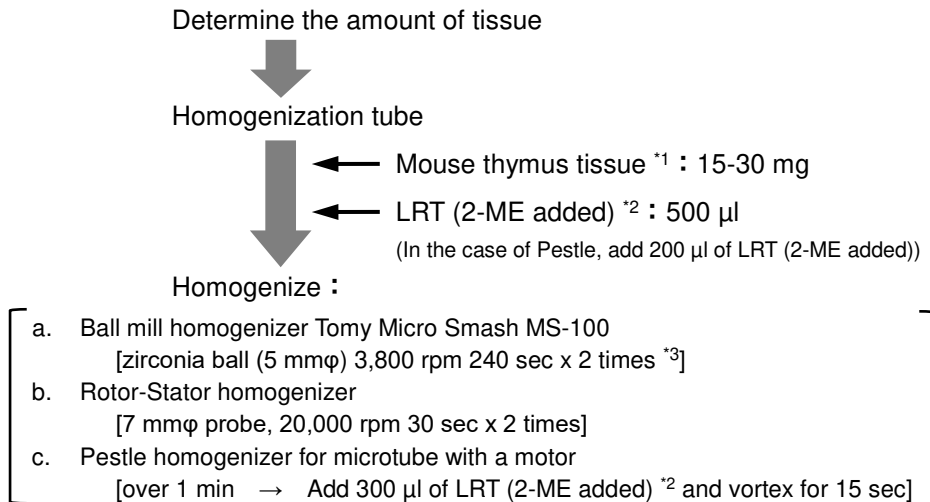 Determine the amount of tissue
Homogenization tube
Mouse thymus tissue *1 : 15-30 mg
LRT (2-ME added) *2 : 500 µl
(In the case of Pestle, add 200 µl of LRT (2-ME added))
Homogenize :
a. Ball mill homogenizer Tomy Micro Smash MS-100
[zirconia ball (5 mmφ) 3,800 rpm 240 sec x 2 times *3]
b. Rotor-Stator homogenizer
[7 mmφ probe, 20,000 rpm 30 sec x 2 times]
c. Pestle homogenizer for microtube with a motor
[over 1 min → Add 300 µl of LRT (2-ME added) *2 and vortex for 15 sec]